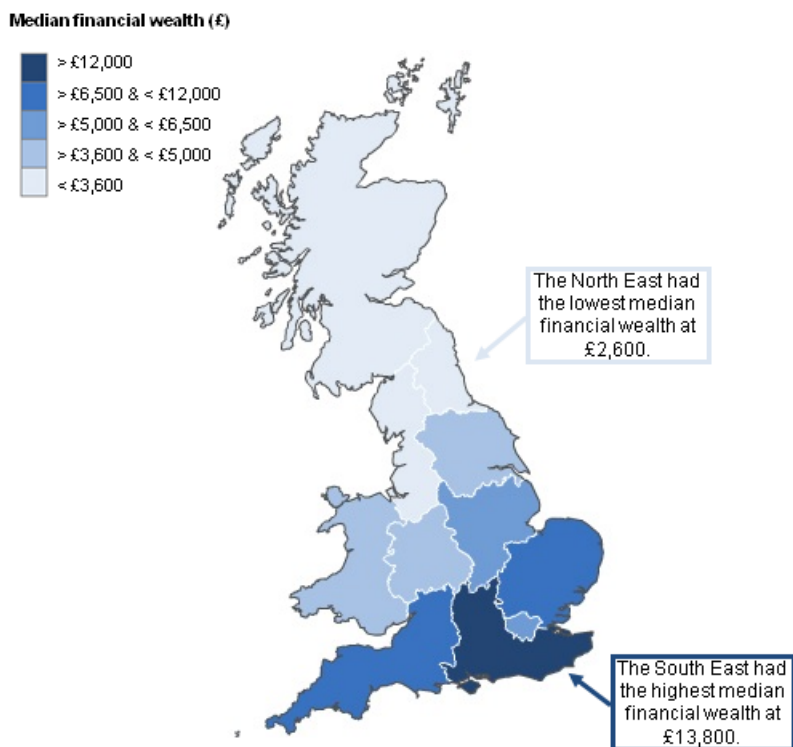 Median financial wealth (£)
> £12,000
> £6,500 & < £12,000
> £5,000 & < £6,500
> £3,600 & < £5,000
< £3,600
The North East had
the lowest median
financial wealth at
£2,600.
The South East had
the highest median
financial wealth at
£13,800.